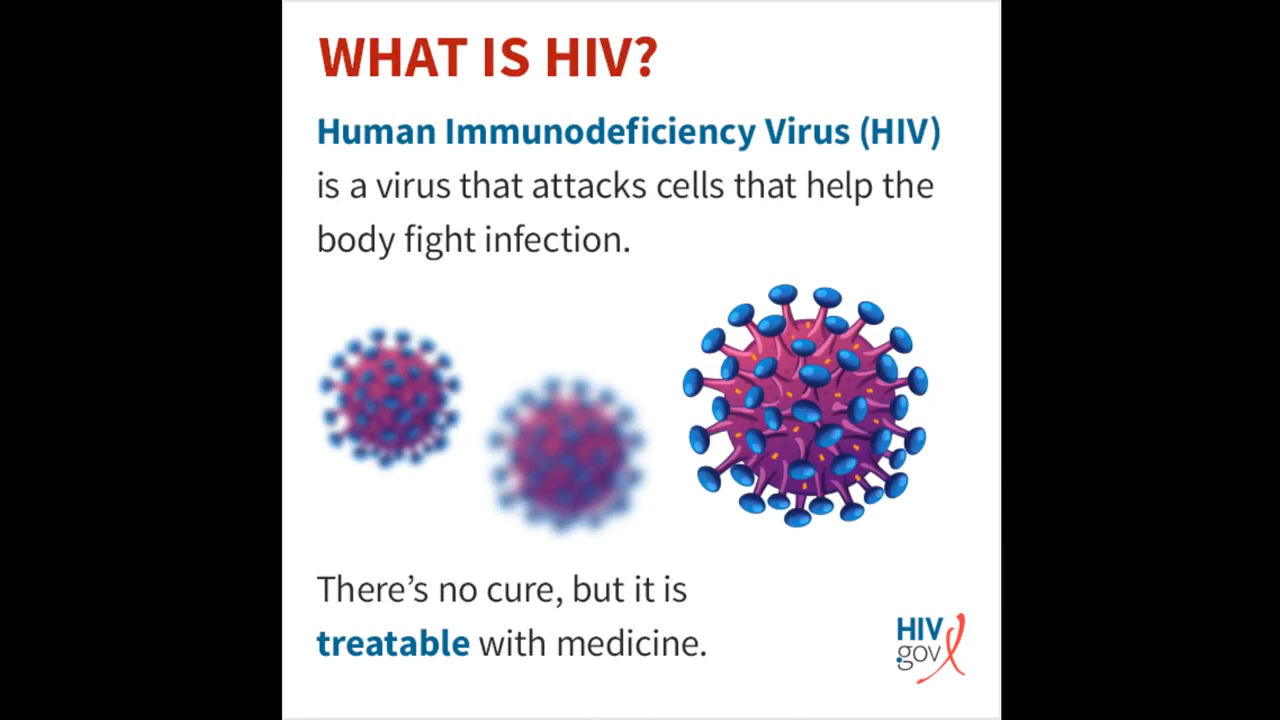 WHAT IS HIV?
Human Immunodeficiency Virus (HIV)
is a virus that attacks cells that help the
body fight infection.
There’s no cure, but it is
treatable with medicine.
HIV
.gov